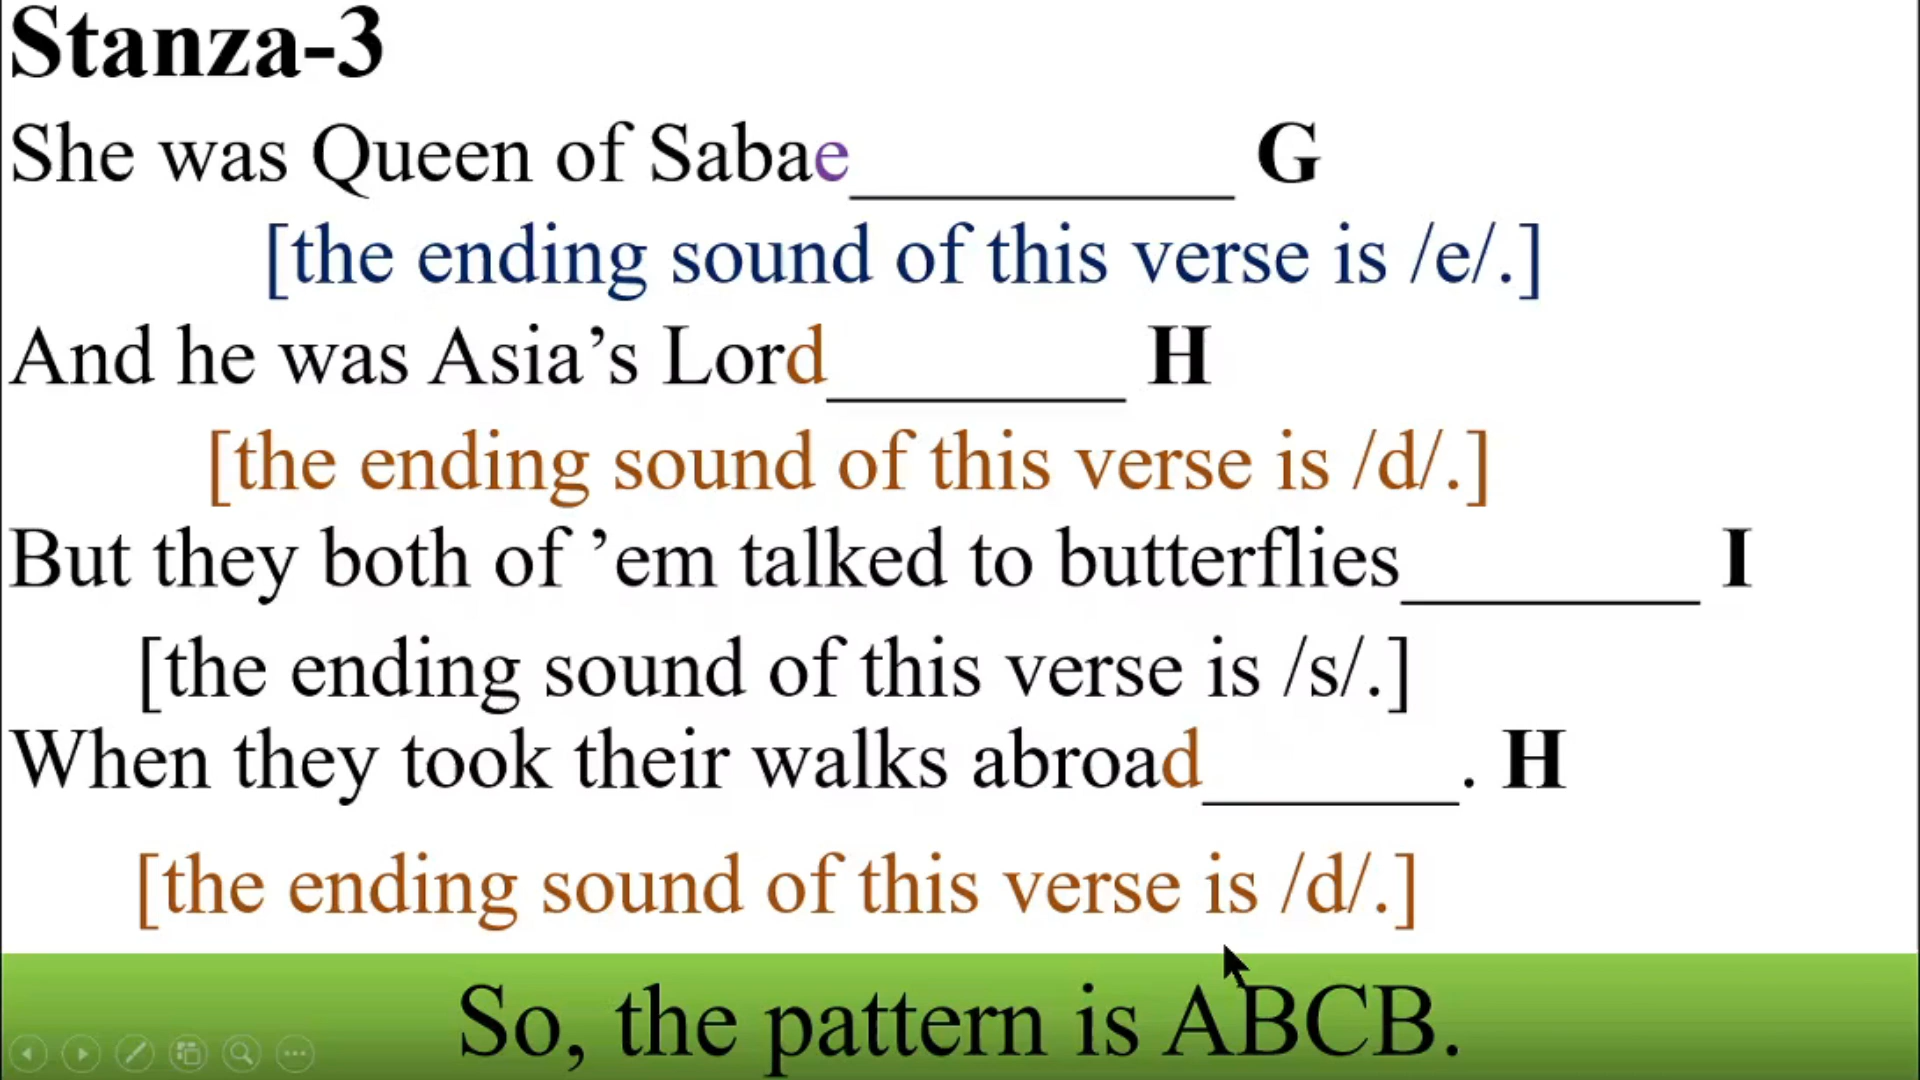 Stanza-3
She was Queen of Sabae__________ G
[the ending sound of this verse is /e/.]
And he was Asia’s Lord________ H
[the ending sound of this verse is /d/.]
But they both of ’em talked to butterflies________ I
[the ending sound of this verse is /s/.]
When they took their walks abroad_______. H
[the ending sound of this verse is /d/.]
So, the pattern is ABCB.